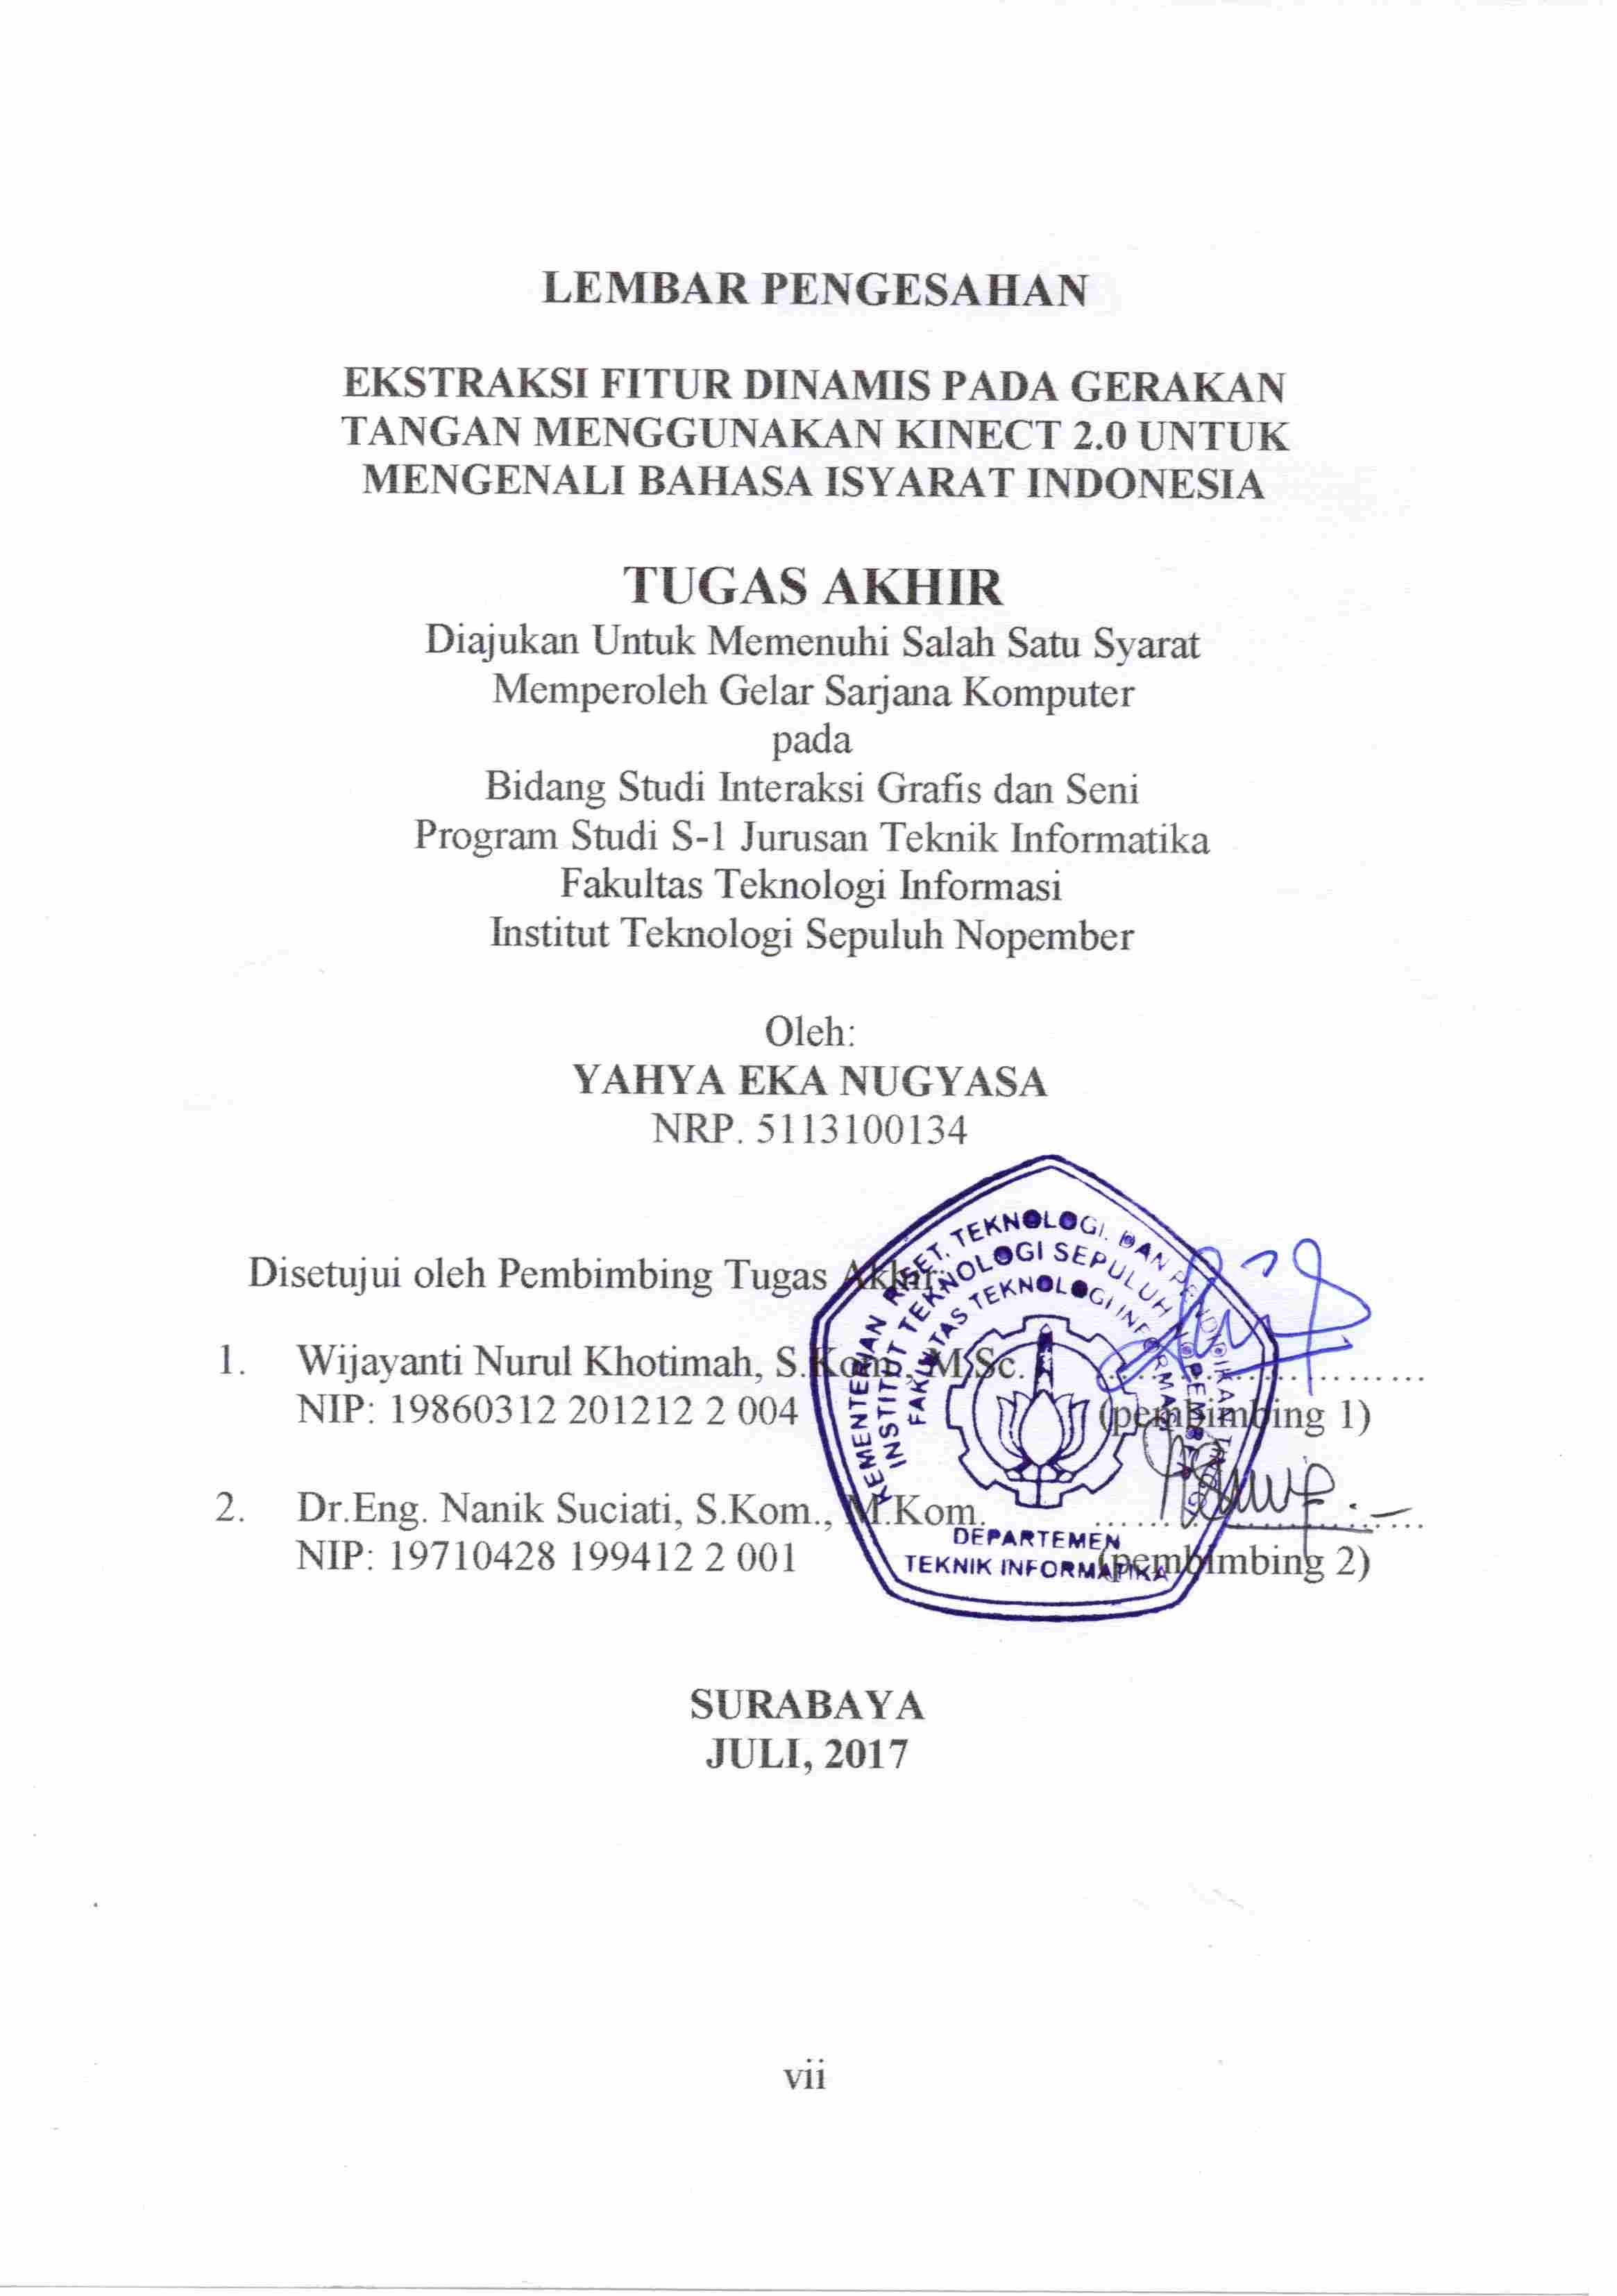 LEMBAR PENGESAHAN
EKSTRAKSI FITUR DINAMIS PADA GERAKAN
TANGAN MENGGUNAKAN KINECT 2.0 UNTUK
MENGENALI BAHASA ISYARAT INDONESIA
TUGAS AKHIR
Diajukan Untuk Memenuhi Salah Satu Syarat
Memperoleh Gelar Sarjana Komputer
pada
Bidang Studi Interaksi Grafis dan Seni
Program Studi S-1 Jurusan Teknik Informatika
Fakultas Teknologi Informasi
Institut Teknologi Sepuluh Nopember
Oleh:
YAHYA EKA NUGYASA
NRP. 5113100134
Disetujui oleh Pembimbing Tugas Akhir:
1. Wijayanti Nurul Khotimah, S.Kom., M.Sc. ........................
NIP: 19860312 201212 2 004 (pembimbing 1)
2. Dr.Eng. Nanik Suciati, S.Kom., M.Kom. ........................
NIP: 19710428 199412 2 001 (pembimbing 2)
KEMENTERIAN RISET, TEKNOLOGI, DAN PENDIDIKAN
INSTITUT TEKNOLOGI SEPULUH NOPEMBER
FAKULTAS TEKNOLOGI INFORMASI
DEPARTEMEN
TEKNIK INFORMATIKA
SURABAYA
JULI, 2017
vii